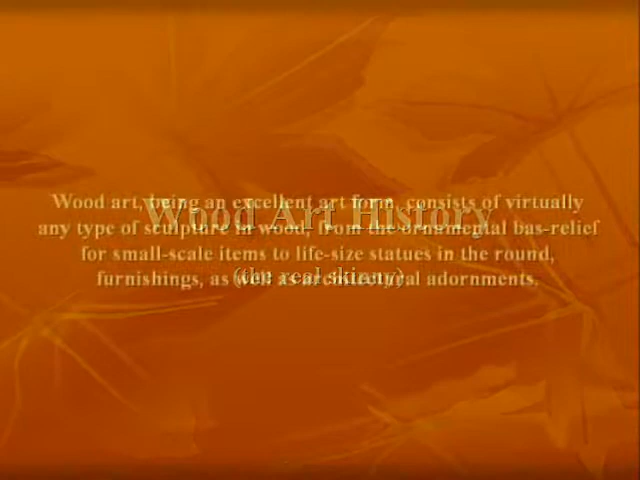 Wood art, being an excellent art form, consists of virtually
Wood Art History
any type of sculpture in wood, from the ornamental bas-relief
for small-scale items to life-size statues in the round,
(the real skinny)
furnishings, as well as architectural adornments.